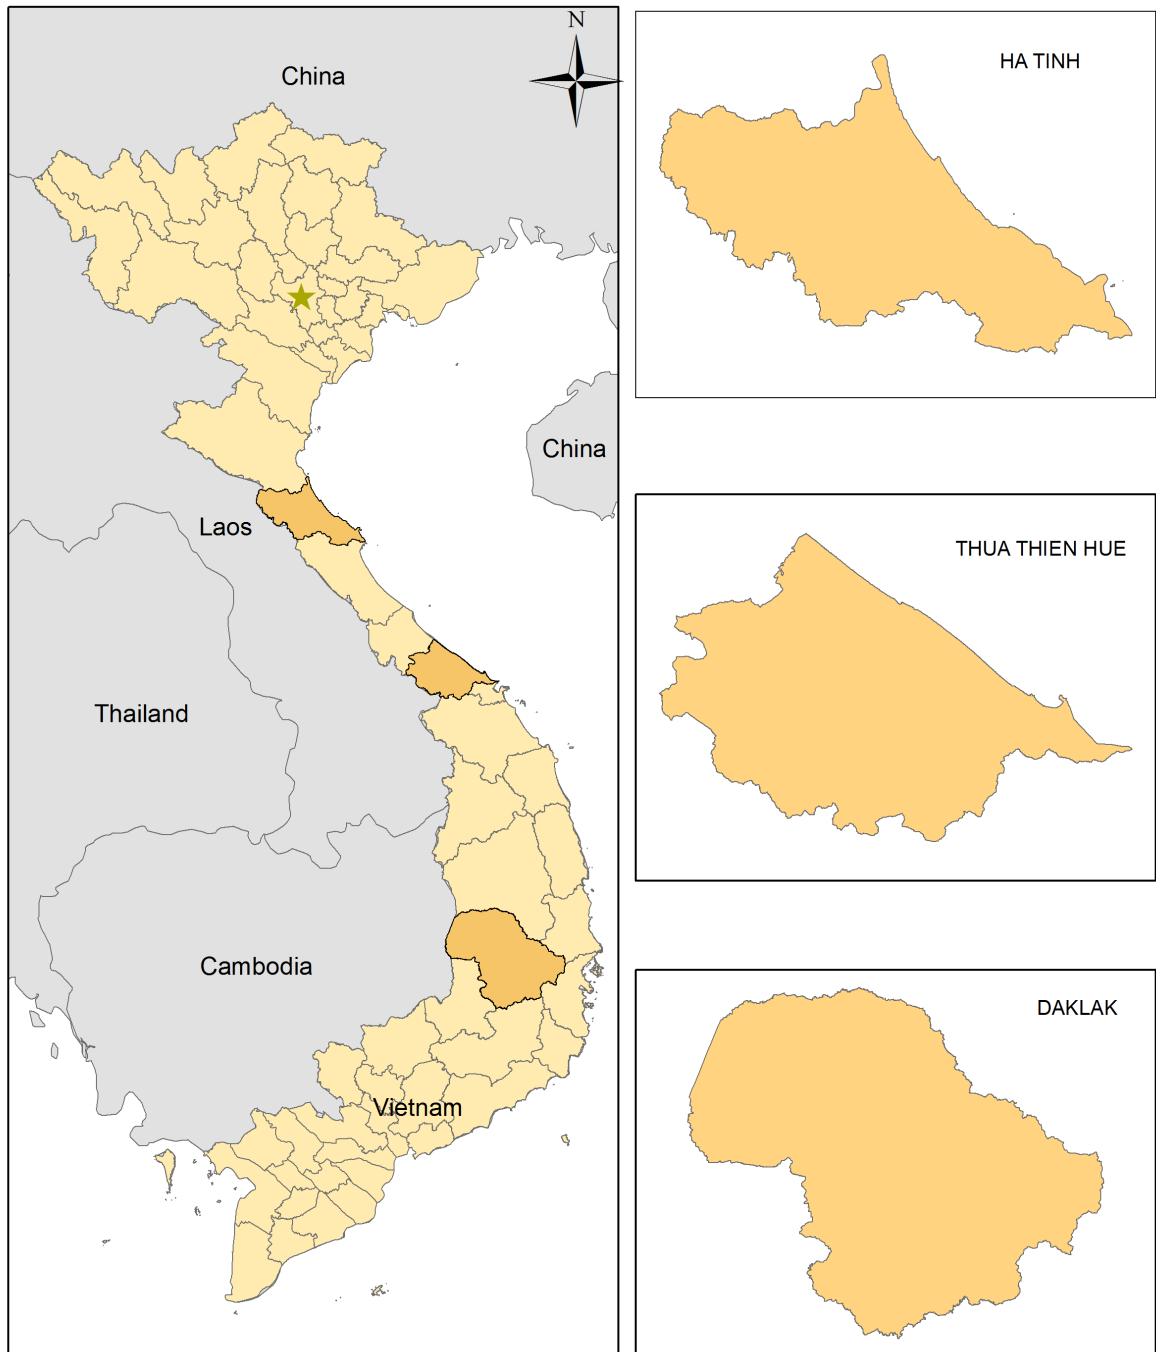 N
China
China
Laos
Thailand
Cambodia
Vietnam
HA TINH
THUA THIEN HUE
DAKLAK